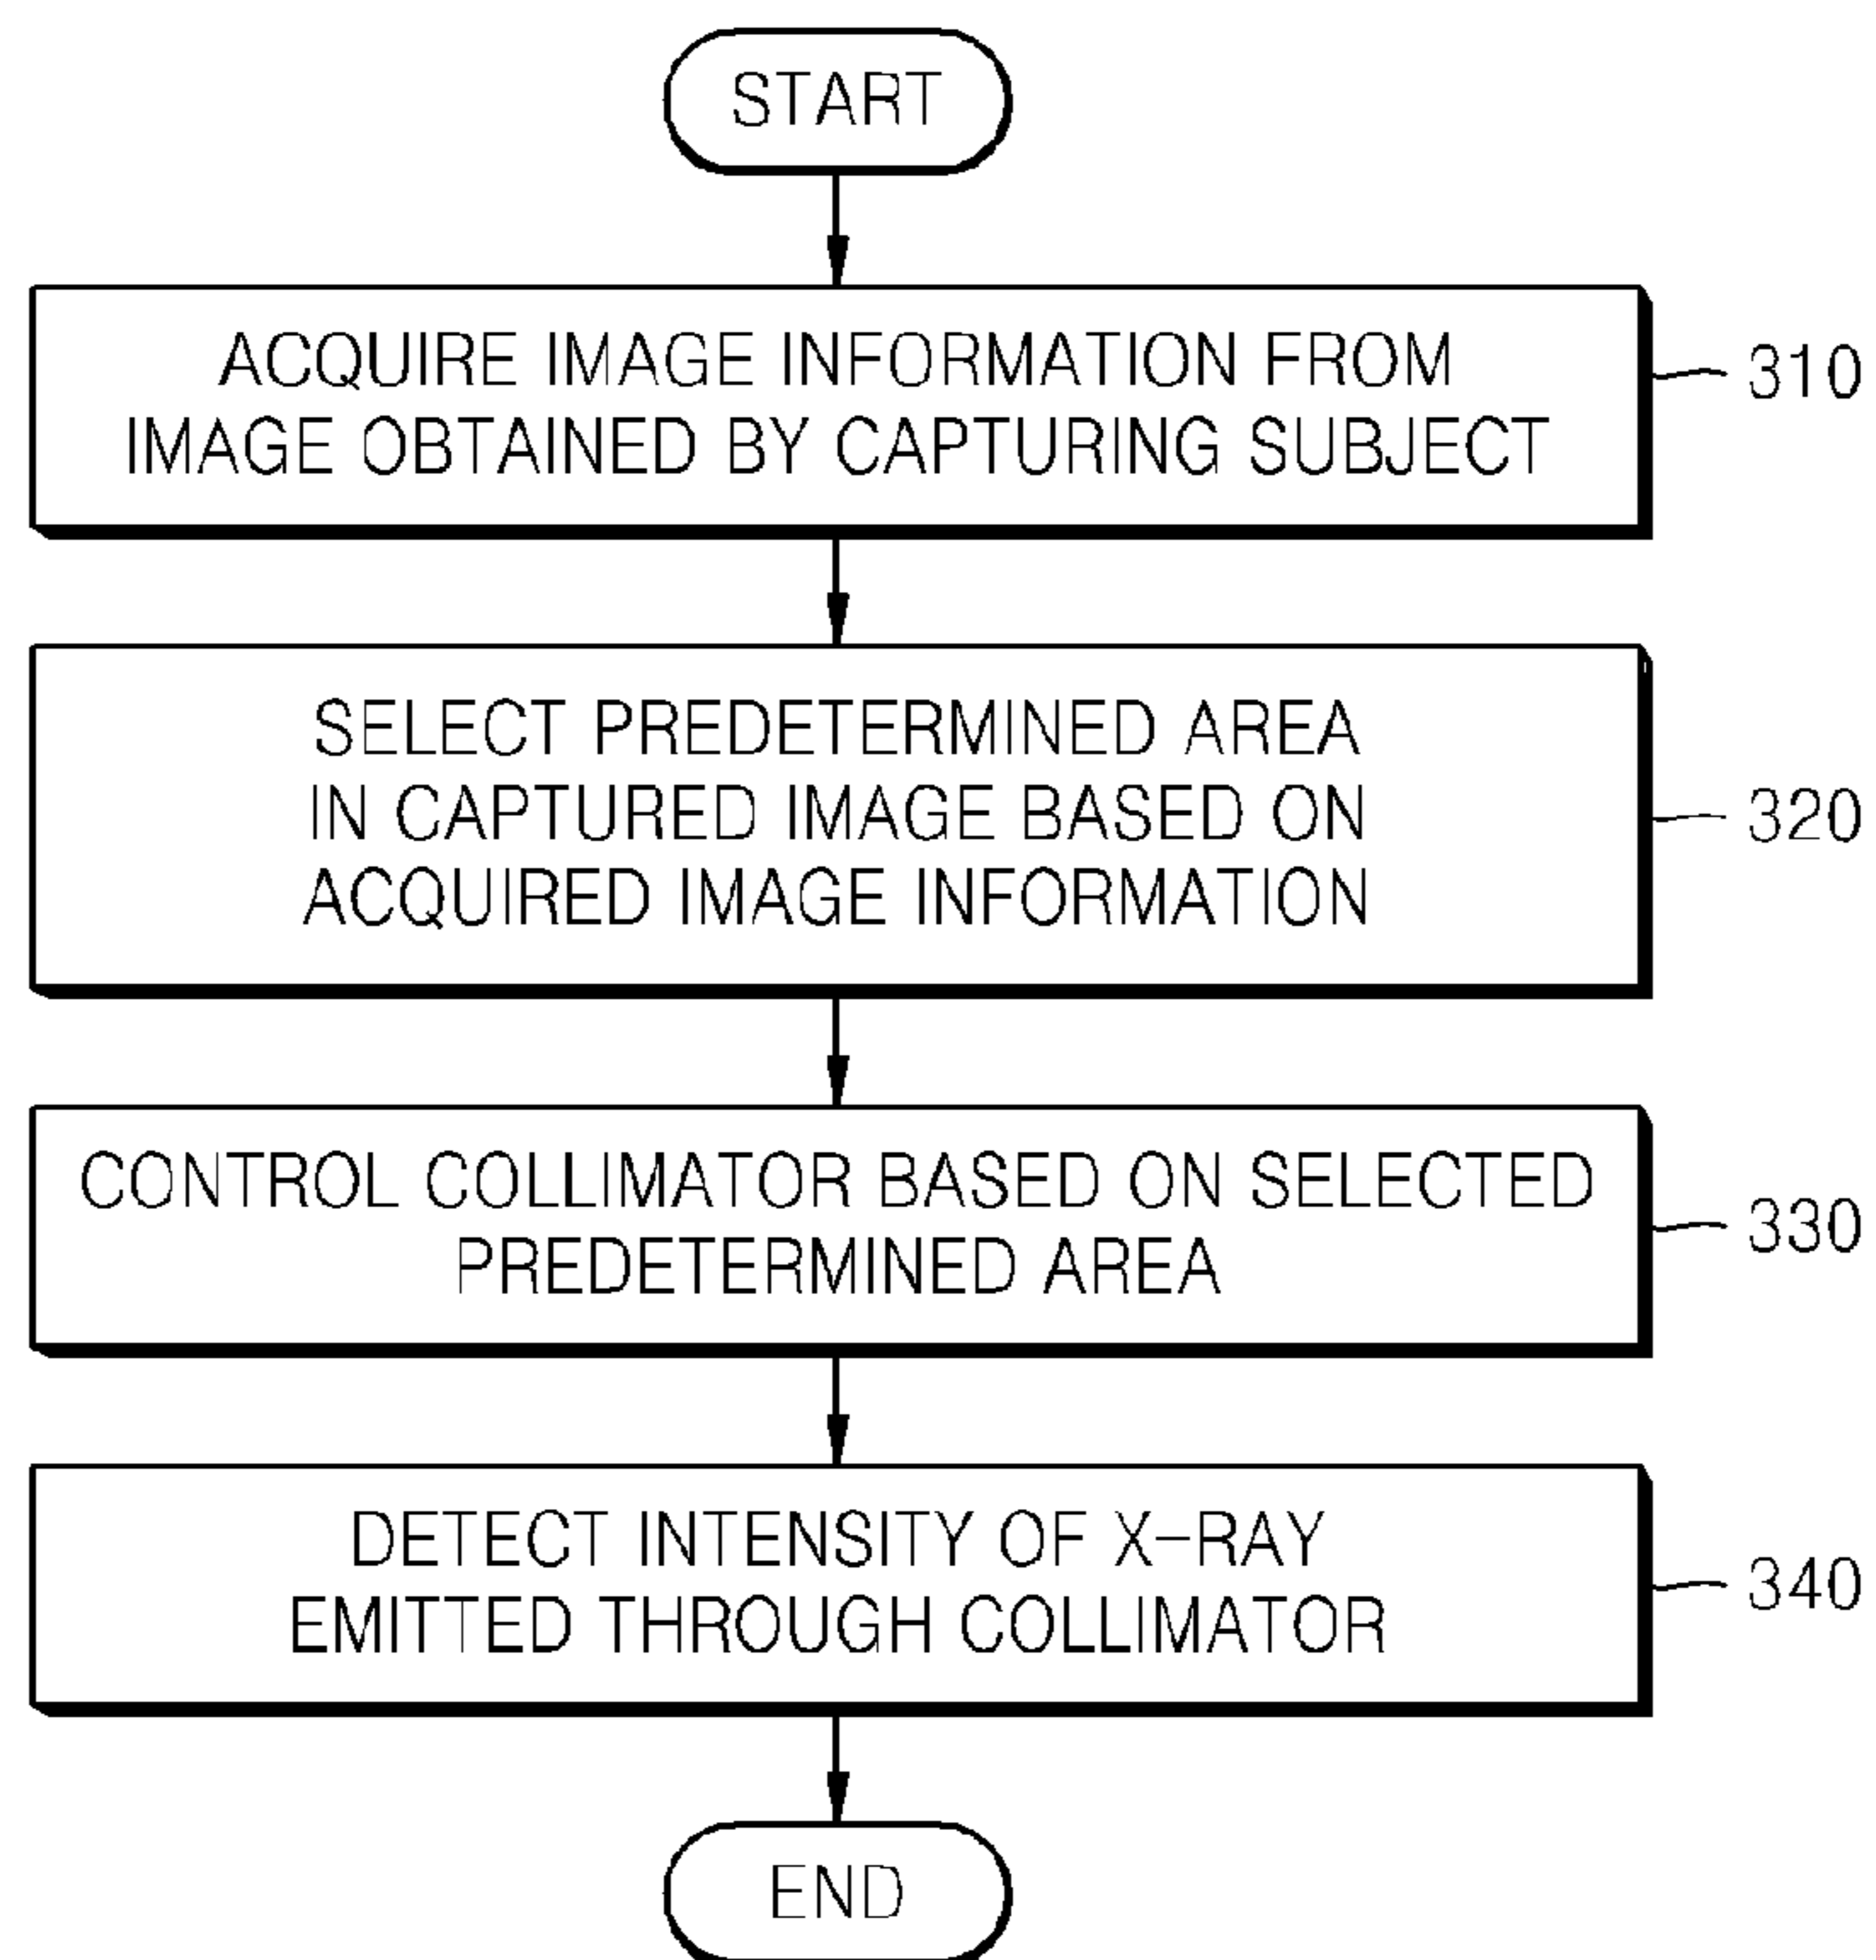 START
ACQUIRE IMAGE INFORMATION FROM
IMAGE OBTAINED BY CAPTURING SUBJECT
310
SELECT PREDETERMINED AREA
IN CAPTURED IMAGE BASED ON
ACQUIRED IMAGE INFORMATION
320
CONTROL COLLIMATOR BASED ON SELECTED
PREDETERMINED AREA
330
DETECT INTENSITY OF X-RAY
EMITTED THROUGH COLLIMATOR
340
END